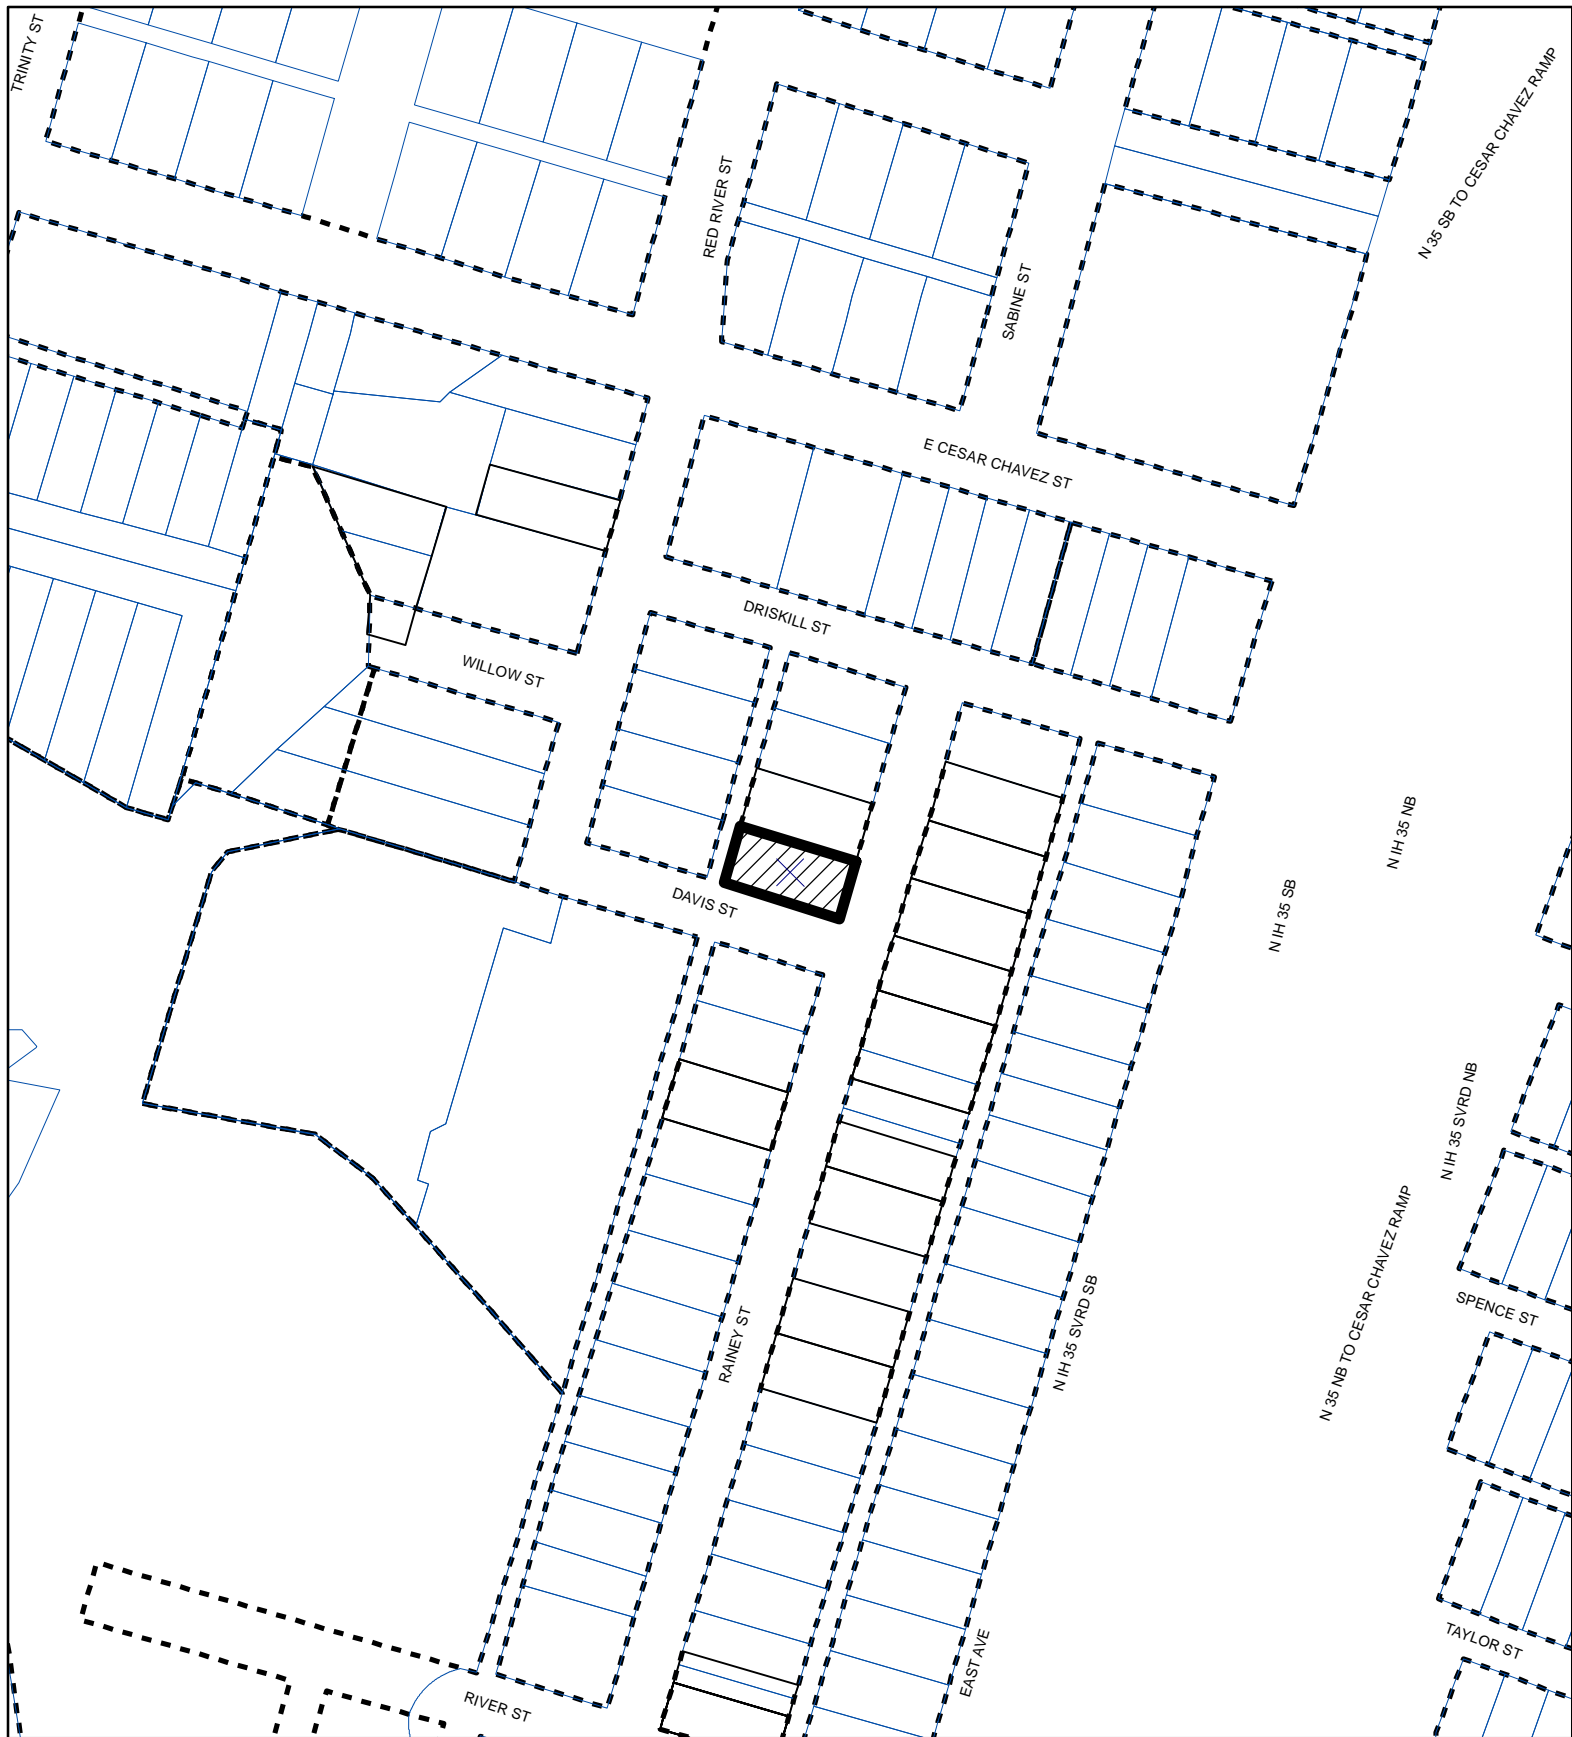 TRINITY ST
N 35 SB TO CESAR CHAVEZ RAMP
RED RIVER ST
SABINE ST
E CESAR CHAVEZ ST
DRISKILL ST
WILLOW ST
N IH 35 NB
DAVIS ST
N IH 35 SB
N IH 35 SVRD NB
N 35 NB TO CESAR CHAVEZ RAMP
SPENCE ST
RAINEY ST
N IH 35 SVRD SB
TAYLOR ST
EAST AVE
RIVER ST